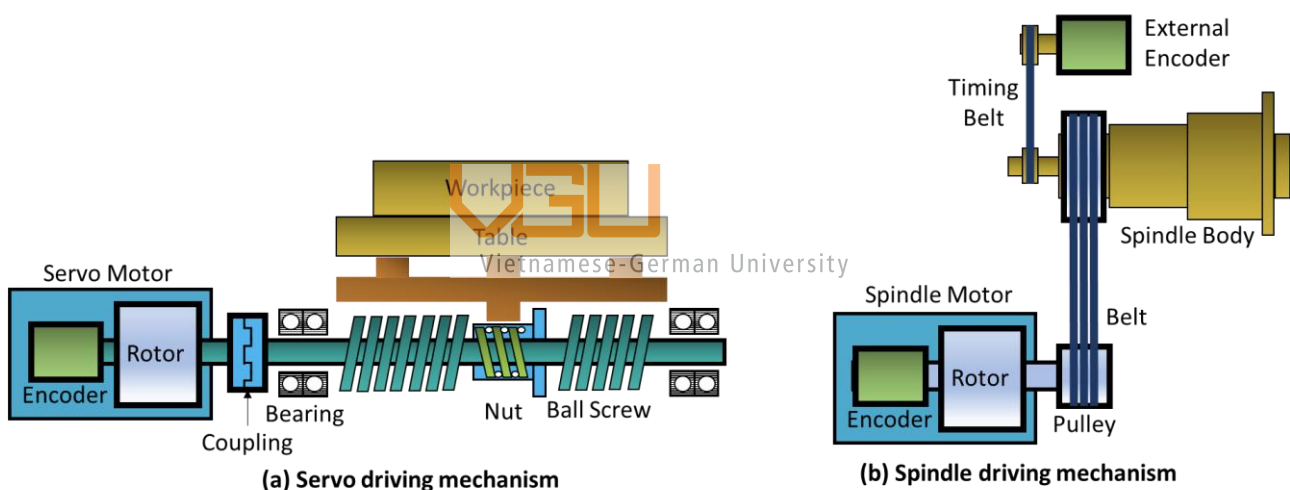 External
Encoder
Timing
Belt
Workpiece
VGU
Table
Vietnamese-German University
Spindle Body
Servo Motor
Spindle Motor
Belt
Rotor
Rotor
Encoder
Encoder
Bearing
Nut
Ball Screw
Pulley
Coupling
(a) Servo driving mechanism
(b) Spindle driving mechanism